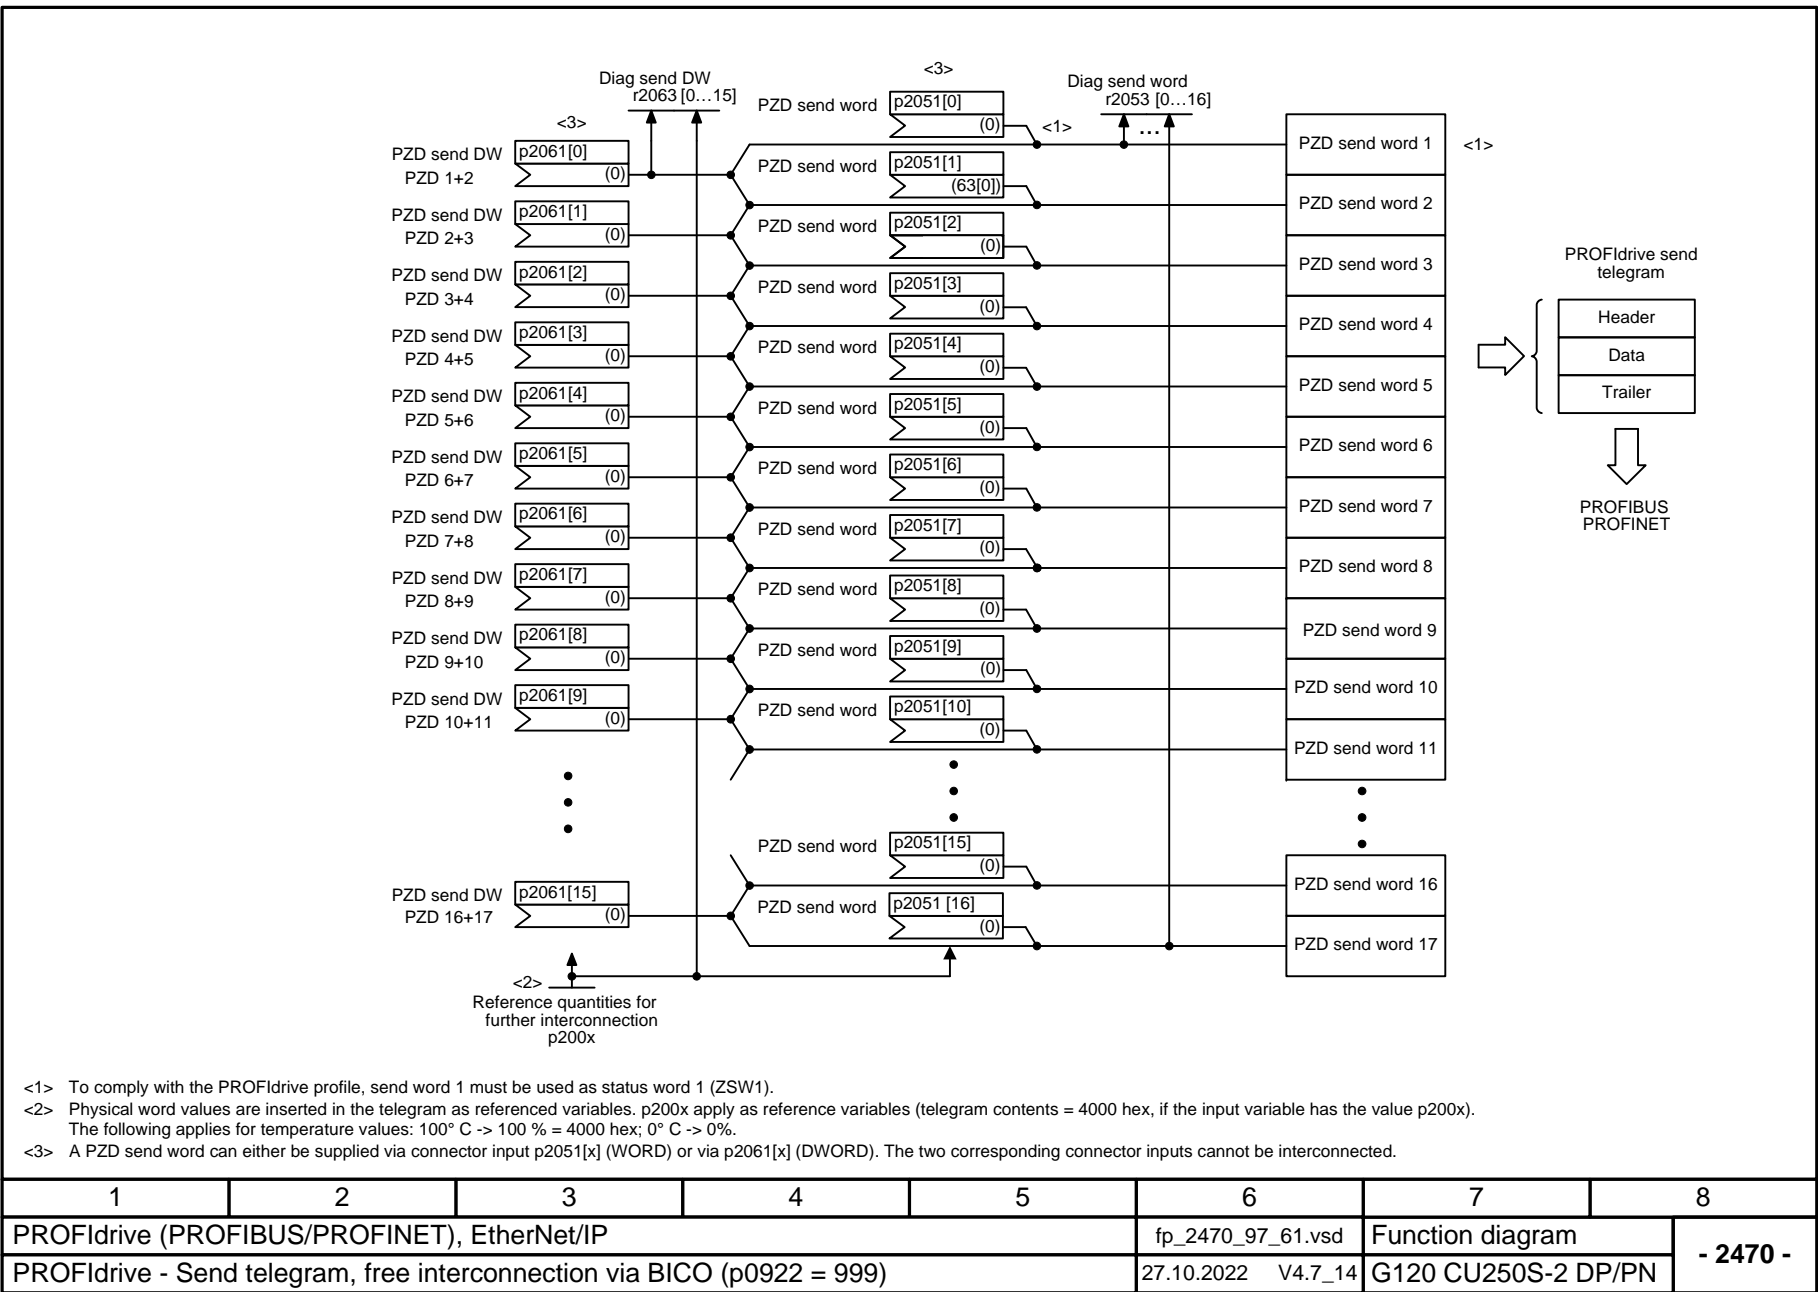 Diag send DW
r2063 [0…15]
<3>
PZD send DW
PZD 1+2
p2061[0]
(0)
PZD send DW
PZD 2+3
p2061[1]
(0)
PZD send DW
PZD 3+4
p2061[2]
(0)
PZD send DW
PZD 4+5
p2061[3]
(0)
PZD send DW
PZD 5+6
p2061[4]
(0)
PZD send DW
PZD 6+7
p2061[5]
(0)
PZD send DW
PZD 7+8
p2061[6]
(0)
PZD send DW
PZD 8+9
p2061[7]
(0)
PZD send DW
PZD 9+10
p2061[8]
(0)
PZD send DW
PZD 10+11
p2061[9]
(0)
PZD send DW
PZD 16+17
p2061[15]
(0)
<2>
Reference quantities for
further interconnection
p200x
<3>
PZD send word
p2051[0]
(0)
<1>
PZD send word
p2051[1]
(63[0])
PZD send word
p2051[2]
(0)
PZD send word
p2051[3]
(0)
PZD send word
p2051[4]
(0)
PZD send word
p2051[5]
(0)
PZD send word
p2051[6]
(0)
PZD send word
p2051[7]
(0)
PZD send word
p2051[8]
(0)
PZD send word
p2051[9]
(0)
PZD send word
p2051[10]
(0)
PZD send word
p2051[15]
(0)
PZD send word
p2051 [16]
(0)
Diag send word
r2053 [0…16]
...
PZD send word 1
<1>
PZD send word 2
PZD send word 3
PZD send word 4
PZD send word 5
PZD send word 6
PZD send word 7
PZD send word 8
PZD send word 9
PZD send word 10
PZD send word 11
PZD send word 16
PZD send word 17
PROFIdrive send
telegram
Header
Data
Trailer
PROFIBUS
PROFINET
<1> To comply with the PROFIdrive profile, send word 1 must be used as status word 1 (ZSW1).
<2> Physical word values are inserted in the telegram as referenced variables. p200x apply as reference variables (telegram contents = 4000 hex, if the input variable has the value p200x).
The following applies for temperature values: 100° C -> 100 % = 4000 hex; 0° C -> 0%.
<3> A PZD send word can either be supplied via connector input p2051[x] (WORD) or via p2061[x] (DWORD). The two corresponding connector inputs cannot be interconnected.
1 2 3 4 5 6 7 8
PROFIdrive (PROFIBUS/PROFINET), EtherNet/IP
fp_2470_97_61.vsd
Function diagram
- 2470 -
PROFIdrive - Send telegram, free interconnection via BICO (p0922 = 999)
27.10.2022 V4.7_14
G120 CU250S-2 DP/PN